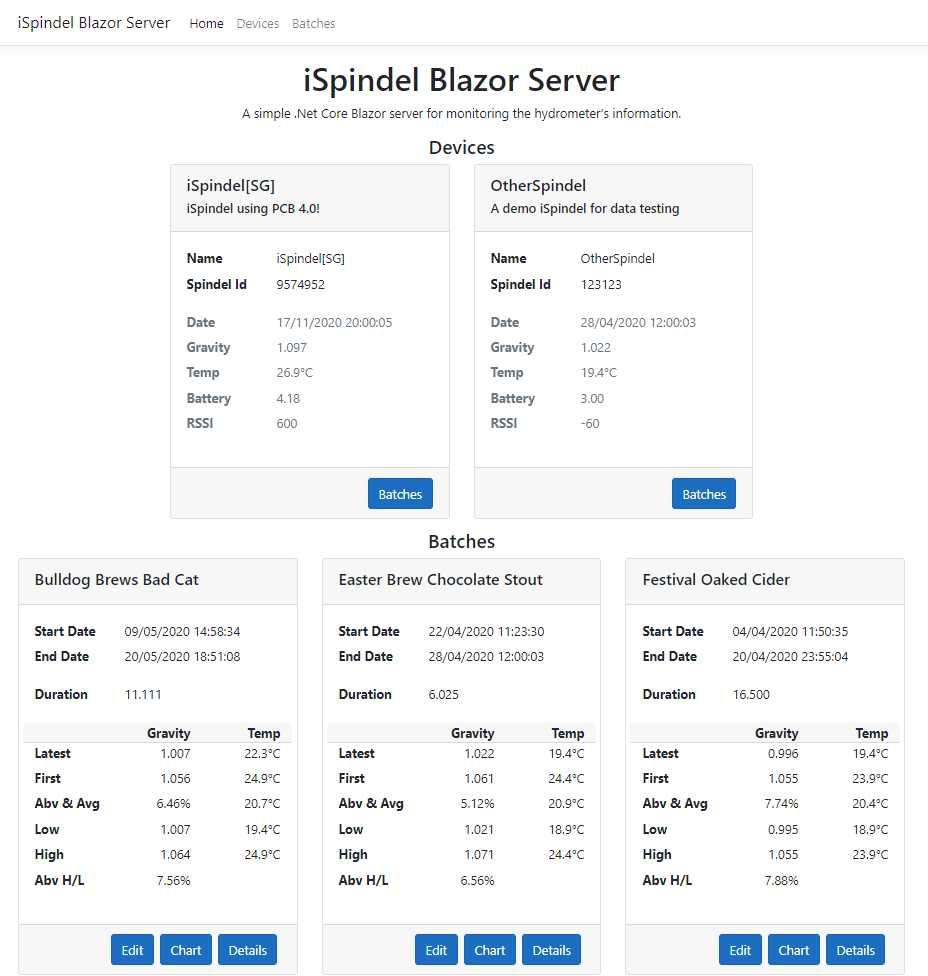 iSpindel Blazor Server Home Devices Batches
iSpindel Blazor Server
A simple .Net Core Blazor server for monitoring the hydrometer's information.
Devices
iSpindel[SG]
iSpindel using PCB 4.0!
Name iSpindel[SG]
Spindel Id 9574952
Date 17/11/2020 20:00:05
Gravity 1.097
Temp 26.9°C
Battery 4.18
RSSI 600
Batches
OtherSpindel
A demo iSpindel for data testing
Name OtherSpindel
Spindel Id 123123
Date 28/04/2020 12:00:03
Gravity 1.022
Temp 19.4°C
Battery 3.00
RSSI -60
Batches
Batches
Bulldog Brews Bad Cat
Start Date 09/05/2020 14:58:34
End Date 20/05/2020 18:51:08
Duration 11.111
Gravity Temp
Latest 1.007 22.3°C
First 1.056 24.9°C
Abv & Avg 6.46% 20.7°C
Low 1.007 19.4°C
High 1.064 24.9°C
Abv H/L 7.56%
Edit Chart Details
Easter Brew Chocolate Stout
Start Date 22/04/2020 11:23:30
End Date 28/04/2020 12:00:03
Duration 6.025
Gravity Temp
Latest 1.022 19.4°C
First 1.061 24.4°C
Abv & Avg 5.12% 20.9°C
Low 1.021 18.9°C
High 1.071 24.4°C
Abv H/L 6.56%
Edit Chart Details
Festival Oaked Cider
Start Date 04/04/2020 11:50:35
End Date 20/04/2020 23:55:04
Duration 16.500
Gravity Temp
Latest 0.996 19.4°C
First 1.055 23.9°C
Abv & Avg 7.74% 20.4°C
Low 0.995 18.9°C
High 1.055 23.9°C
Abv H/L 7.88%
Edit Chart Details